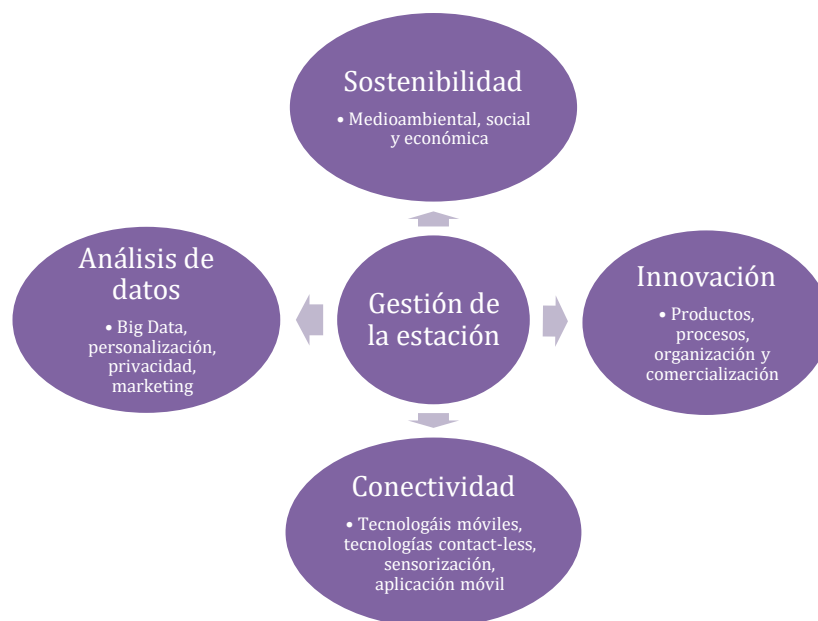 Sostenibilidad
• Medioambiental, social
y económica
Análisis de
datos
• Big Data,
personalización,
privacidad,
marketing
Gestión de
la estación
Innovación
• Productos,
procesos,
organización y
comercialización
Conectividad
• Tecnologáis móviles,
tecnologías contact-less,
sensorización,
aplicación móvil